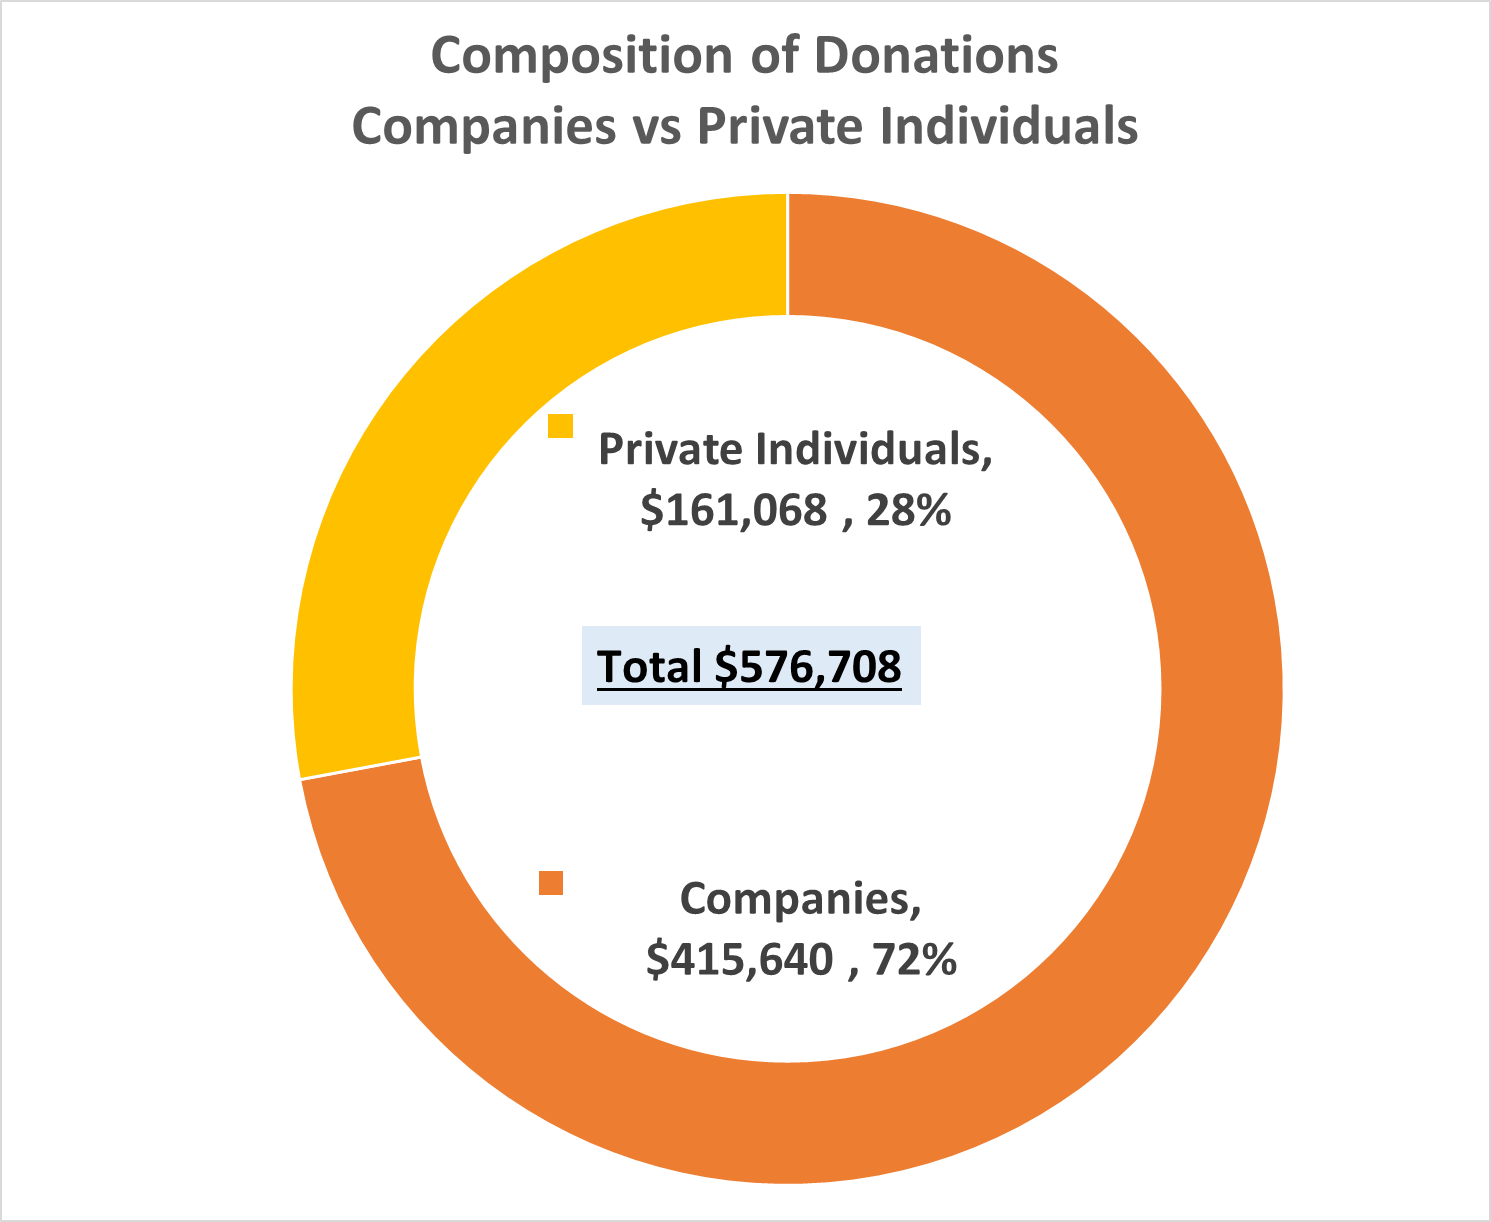 Composition of Donations
Companies vs Private Individuals
Private Individuals,
$161,068 , 28%
Total $576,708
Companies,
$415,640 , 72%